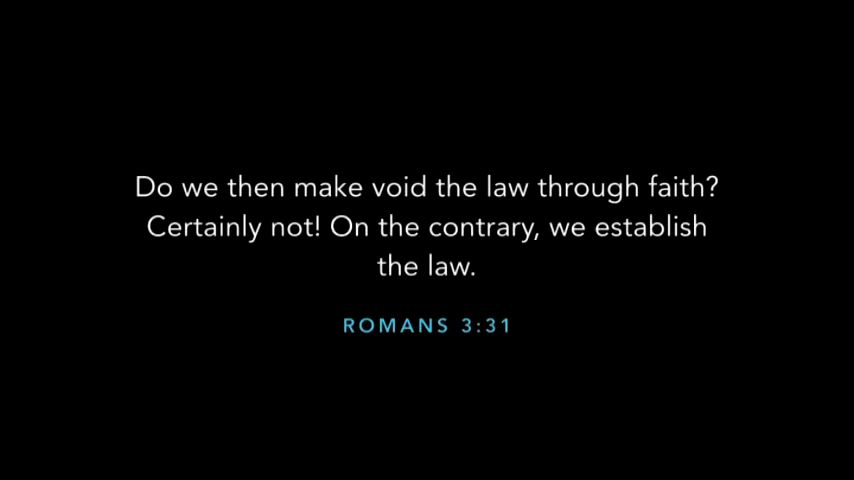 Do we then make void the law through faith?
Certainly not! On the contrary, we establish
the law.
ROMANS 3:31